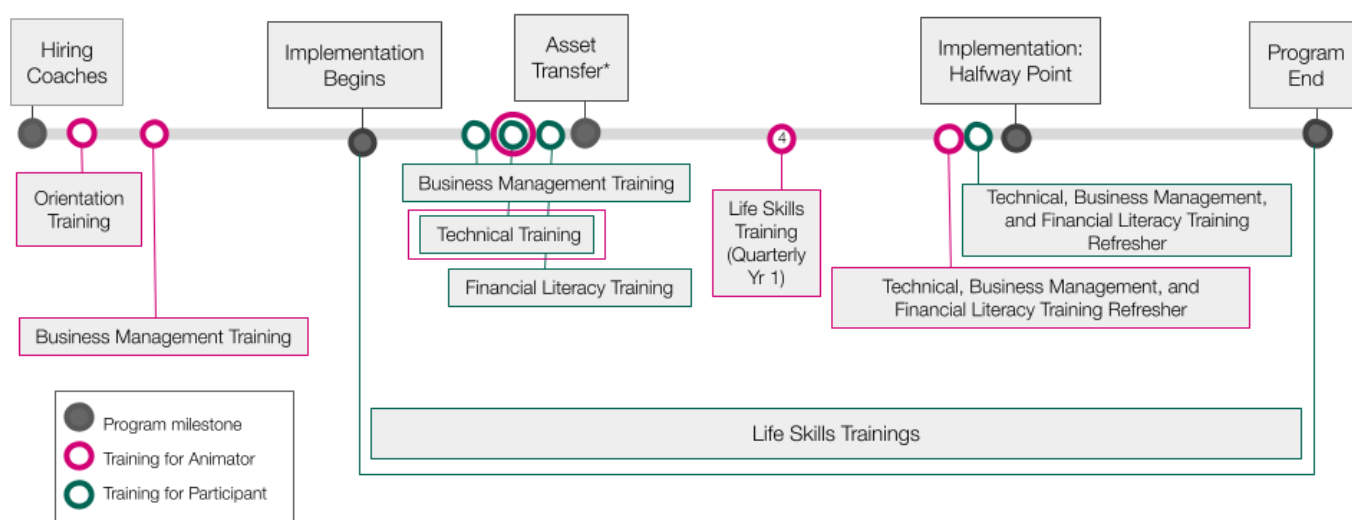 Hiring
Coaches
Implementation
Begins
Asset
Transfer*
Implementation:
Halfway Point
Program
End
4
Orientation
Training
Business Management Training
Business Management Training
Technical Training
Financial Literacy Training
Life Skills
Training
(Quarterly
Yr 1)
Technical, Business Management,
and Financial Literacy Training
Refresher
Technical, Business Management, and
Financial Literacy Training Refresher
Life Skills Trainings
Program milestone
Training for Animator
Training for Participant